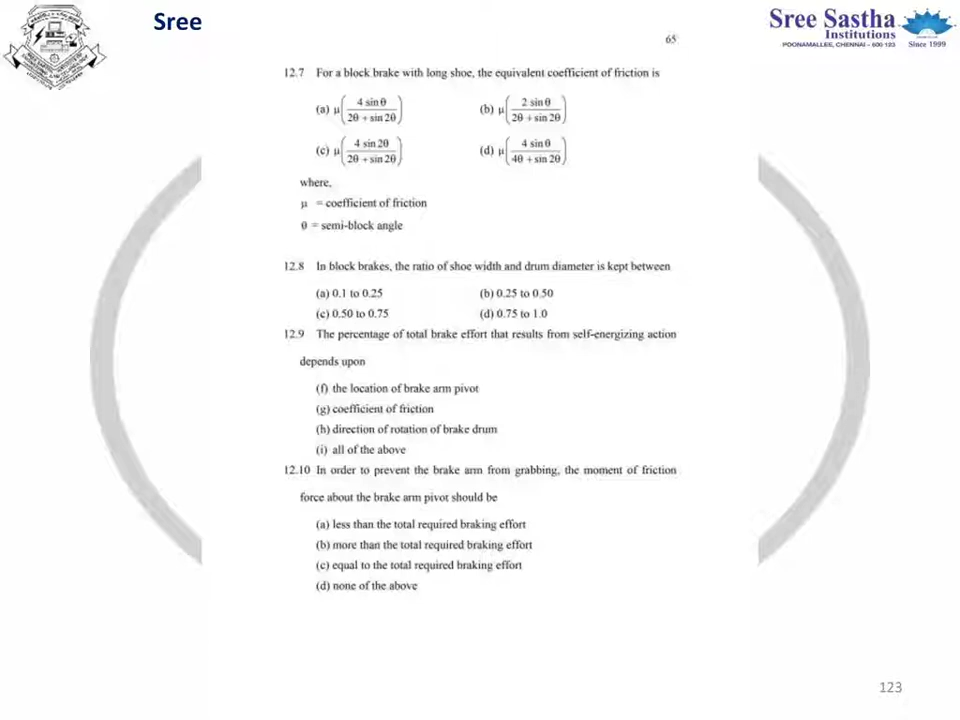 Sree
Sree Sastha
Institutions
POONAMALLEE, CHENNAI - 600 123
Since 1999
65
12.7 For a block brake with long shoe, the equivalent coefficient of friction is
(a) μ(4 sin θ / 2θ + sin 2θ) (b) μ(2 sin θ / 2θ + sin 2θ)
(c) μ(4 sin 2θ / 2θ + sin 2θ) (d) μ(4 sin θ / 4θ + sin 2θ)
where,
μ = coefficient of friction
θ = semi-block angle
12.8 In block brakes, the ratio of shoe width and drum diameter is kept between
(a) 0.1 to 0.25 (b) 0.25 to 0.50
(c) 0.50 to 0.75 (d) 0.75 to 1.0
12.9 The percentage of total brake effort that results from self-energizing action
depends upon
(f) the location of brake arm pivot
(g) coefficient of friction
(h) direction of rotation of brake drum
(i) all of the above
12.10 In order to prevent the brake arm from grabbing, the moment of friction
force about the brake arm pivot should be
(a) less than the total required braking effort
(b) more than the total required braking effort
(c) equal to the total required braking effort
(d) none of the above
123